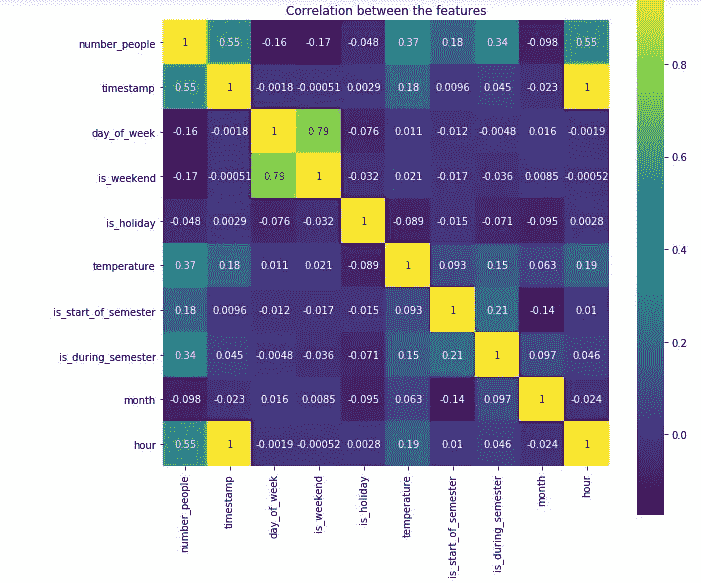 Correlation between the features
number_people 1 0.55 -0.16 -0.17 -0.048 0.37 0.18 0.34 -0.098 0.55
timestamp 0.55 1 -0.0018 -0.00051 0.0029 0.18 0.0096 0.045 -0.023 1
day_of_week -0.16 -0.0018 1 0.79 -0.076 0.011 -0.012 -0.0048 0.016 -0.0019
is_weekend -0.17 -0.00051 0.79 1 -0.032 0.021 -0.017 -0.036 0.0085 -0.00052
is_holiday -0.048 0.0029 -0.076 -0.032 1 -0.089 -0.015 -0.071 -0.095 0.0028
temperature 0.37 0.18 0.011 0.021 -0.089 1 0.093 0.15 0.063 0.19
is_start_of_semester 0.18 0.0096 -0.012 -0.017 -0.015 0.093 1 0.21 -0.14 0.01
is_during_semester 0.34 0.045 -0.0048 -0.036 -0.071 0.15 0.21 1 0.097 0.046
month -0.098 -0.023 0.016 0.0085 -0.095 0.063 -0.14 0.097 1 -0.024
hour 0.55 1 -0.0019 -0.00052 0.0028 0.19 0.01 0.046 -0.024 1
number_people
timestamp
day_of_week
is_weekend
is_holiday
temperature
is_start_of_semester
is_during_semester
month
hour
0.8
0.6
0.4
0.2
0.0